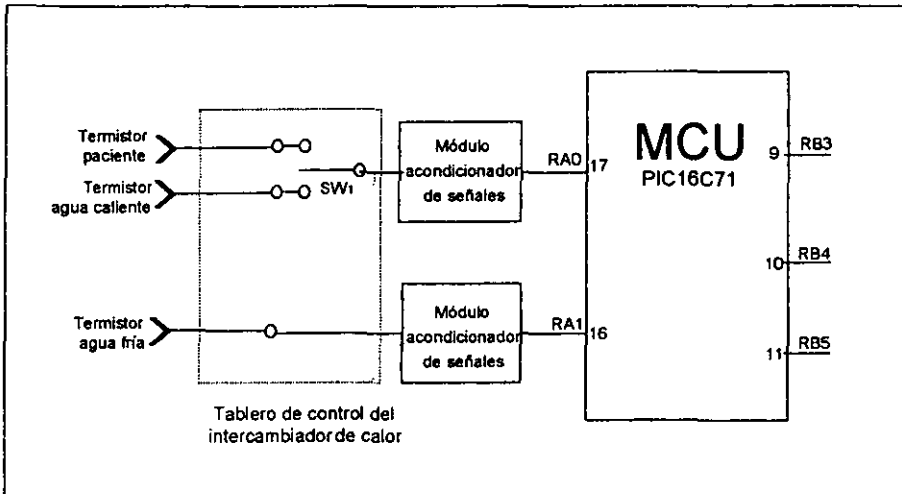 Termistor
paciente
Termistor
agua caliente
SW1
Módulo
acondicionador
de señales
RA0
17
MCU
PIC16C71
9
RB3
10
RB4
11
RB5
Termistor
agua fría
Módulo
acondicionador
de señales
RA1
16
Tablero de control del
intercambiador de calor